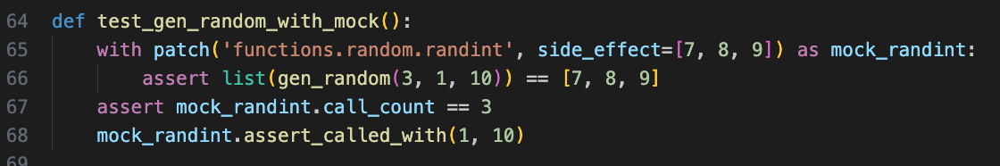 64 def test_gen_random_with_mock():
65     with patch('functions.random.randint', side_effect=[7, 8, 9]) as mock_randint:
66         assert list(gen_random(3, 1, 10)) == [7, 8, 9]
67     assert mock_randint.call_count == 3
68     mock_randint.assert_called_with(1, 10)
69